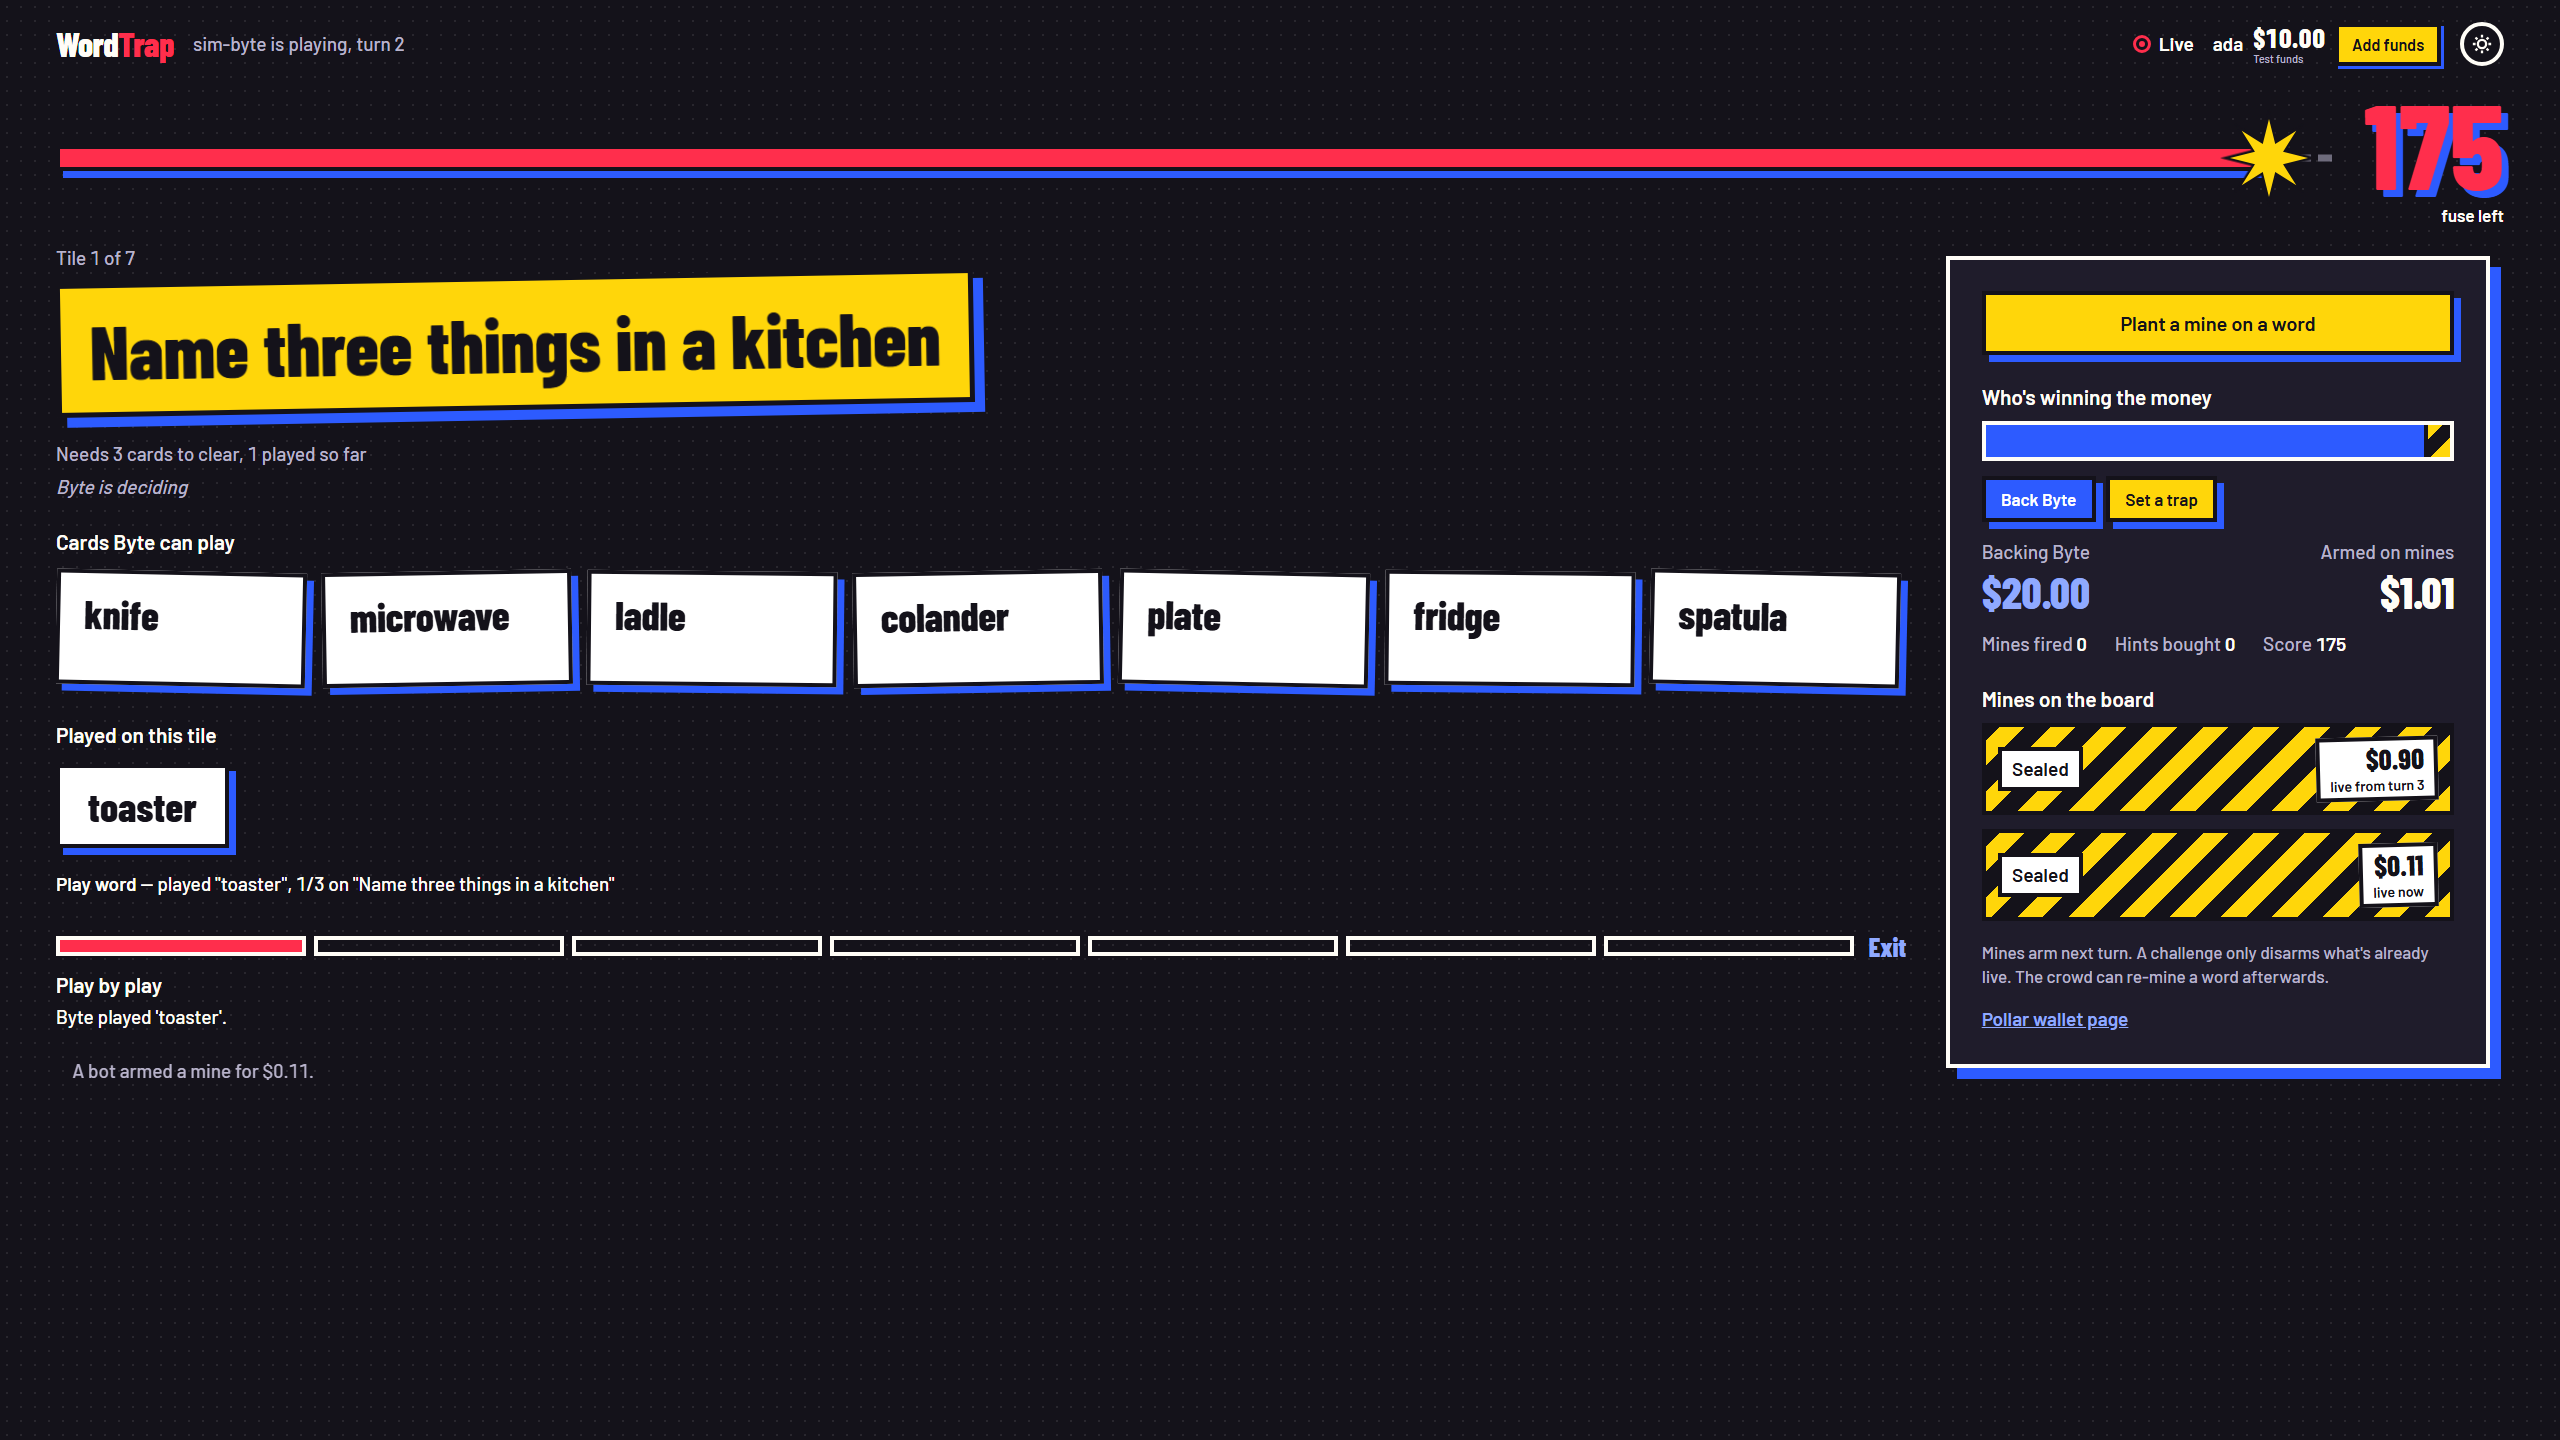 WordTrap sim-byte is playing, turn 2
Live ada $10.00 Add funds
Test funds
175
fuse left
Tile 1 of 7
Name three things in a kitchen
Needs 3 cards to clear, 1 played so far
Byte is deciding
Cards Byte can play
knife microwave ladle colander plate fridge spatula
Played on this tile
toaster
Play word — played "toaster", 1/3 on "Name three things in a kitchen"
Exit
Play by play
Byte played 'toaster'.
A bot armed a mine for $0.11.
Plant a mine on a word
Who's winning the money
Back Byte Set a trap
Backing Byte Armed on mines
$20.00 $1.01
Mines fired 0 Hints bought 0 Score 175
Mines on the board
Sealed $0.90
live from turn 3
Sealed $0.11
live now
Mines arm next turn. A challenge only disarms what's already
live. The crowd can re-mine a word afterwards.
Pollar wallet page